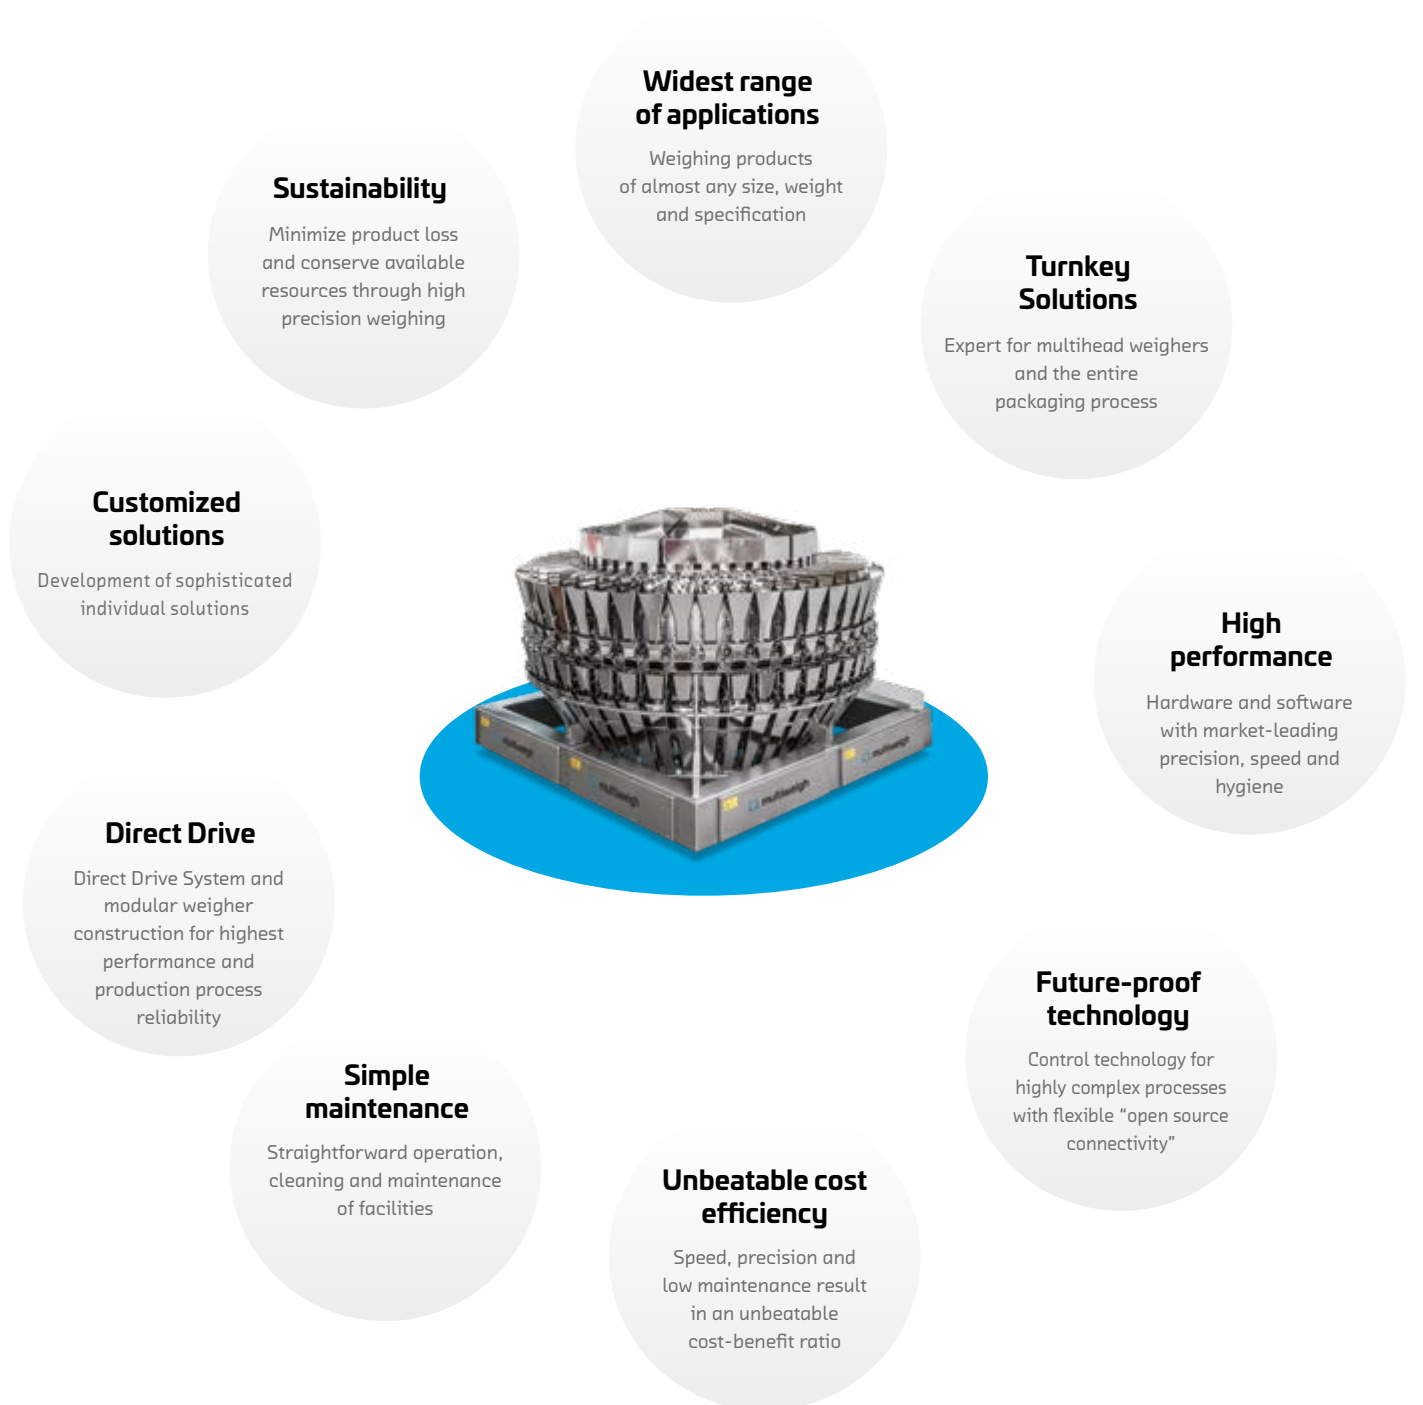 Widest range
of applications
Weighing products
of almost any size, weight
and specification
Turnkey
Solutions
Expert for multihead weighers
and the entire
packaging process
High
performance
Hardware and software
with market-leading
precision, speed and
hygiene
Future-proof
technology
Control technology for
highly complex processes
with flexible “open source
connectivity”
Unbeatable cost
efficiency
Speed, precision and
low maintenance result
in an unbeatable
cost-benefit ratio
Simple
maintenance
Straightforward operation,
cleaning and maintenance
of facilities
Direct Drive
Direct Drive System and
modular weigher
construction for highest
performance and
production process
reliability
Customized
solutions
Development of sophisticated
individual solutions
Sustainability
Minimize product loss
and conserve available
resources through high
precision weighing
multiweigh
multiweigh
multiweigh
multiweigh